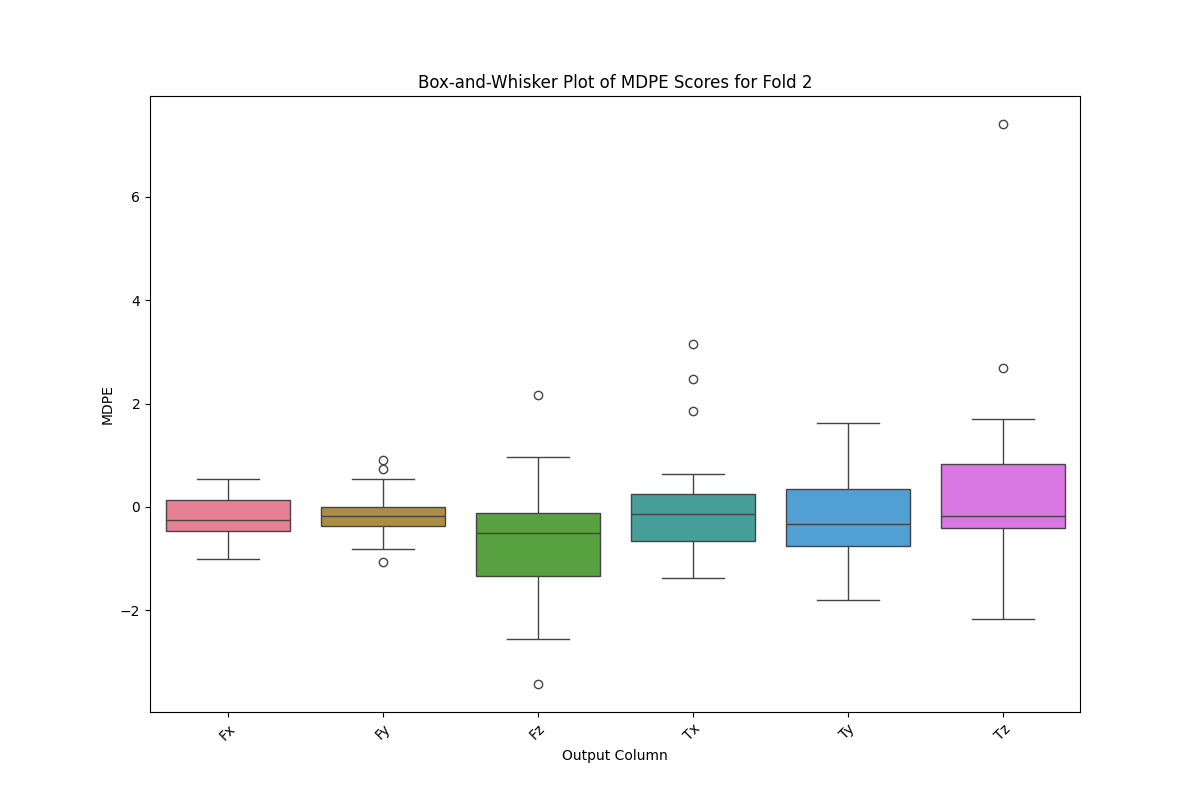 Box-and-Whisker Plot of MDPE Scores for Fold 2
6
4
2
0
−2
MDPE
Fx
Fy
Fz
Tx
Ty
Tz
Output Column